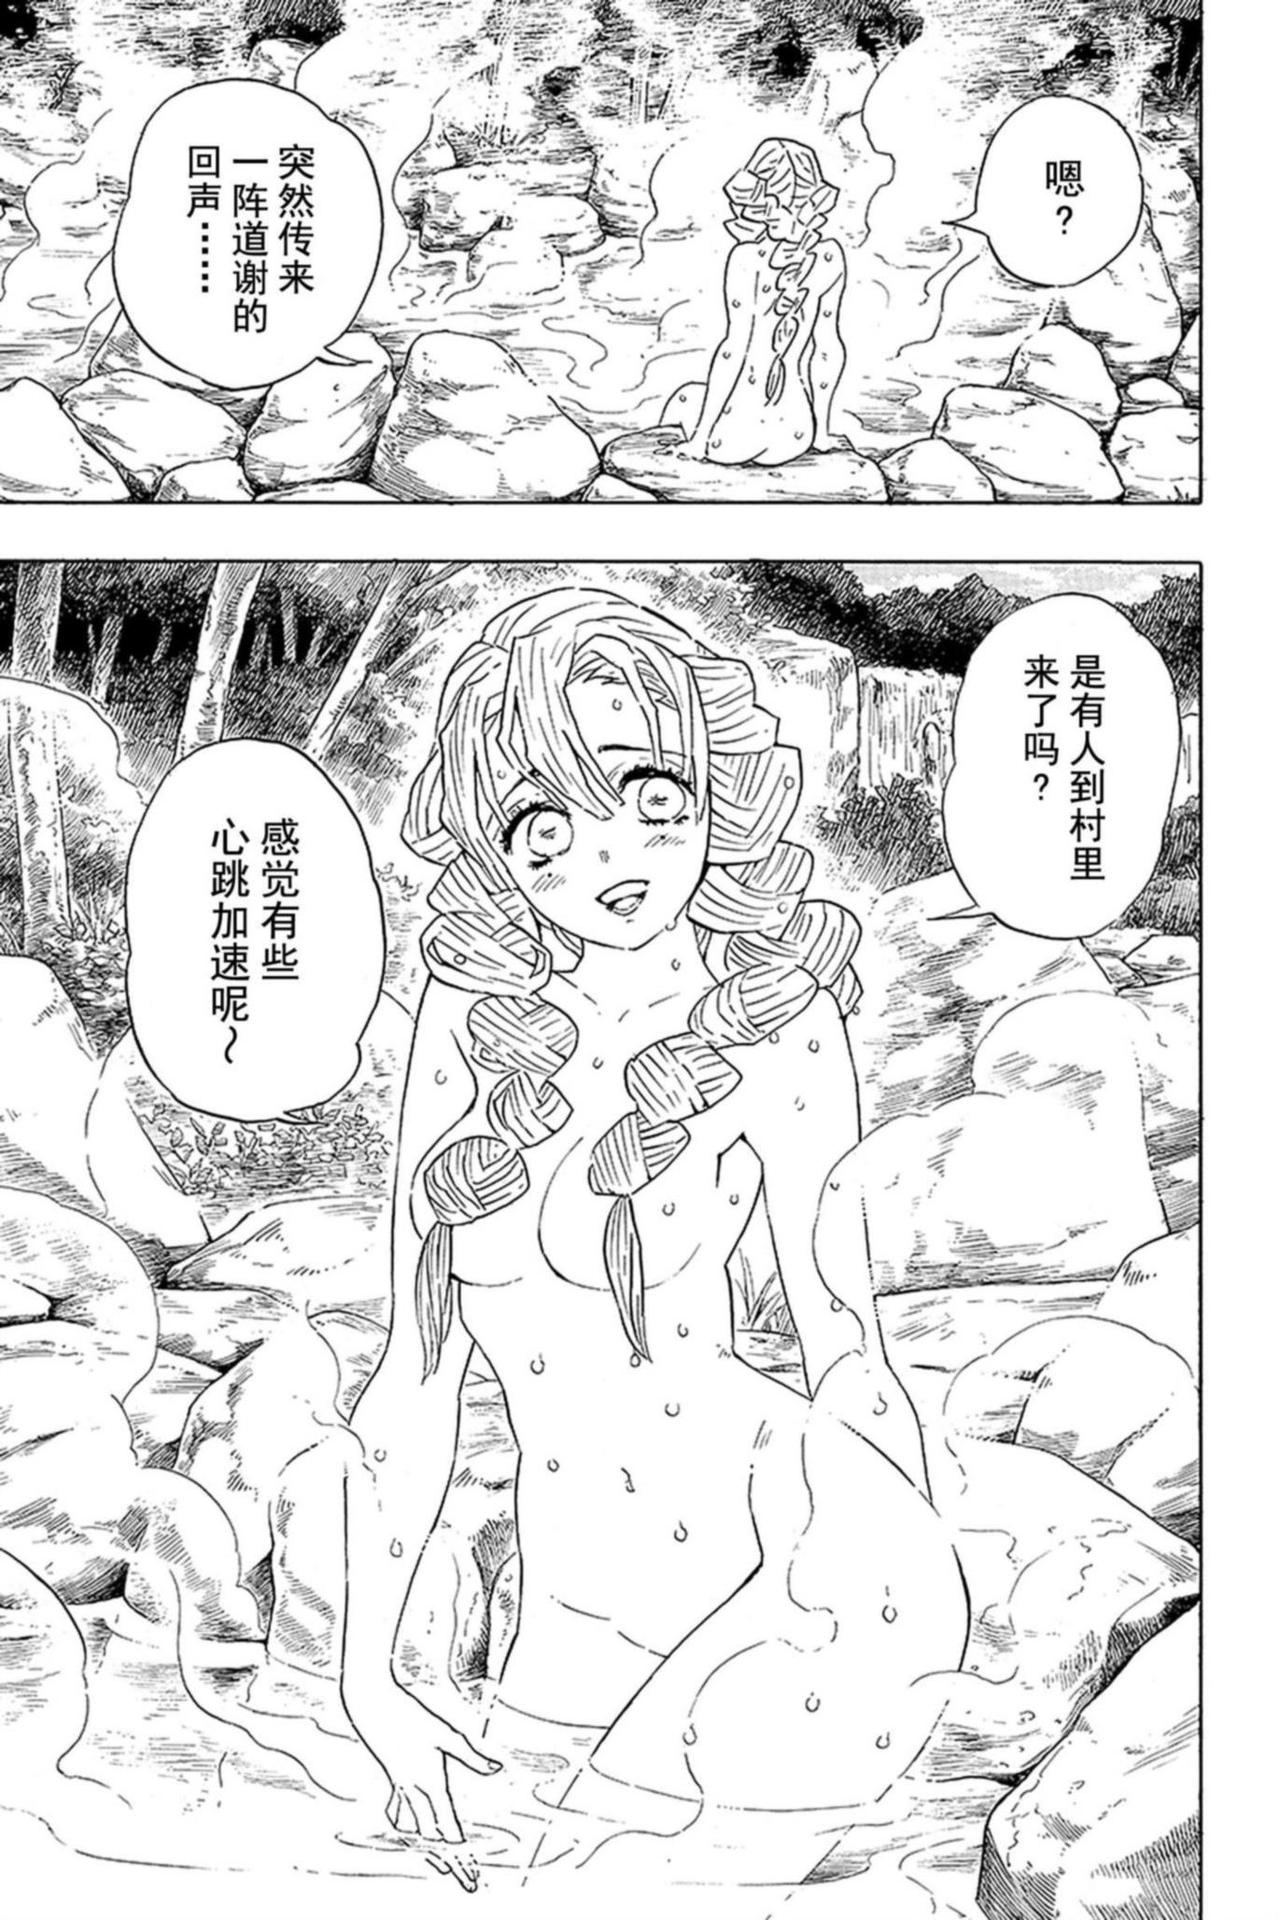 嗯?
突然传来
一阵道谢的
回声……
是有人到村里
来了吗?
感觉有些
心跳加速呢~